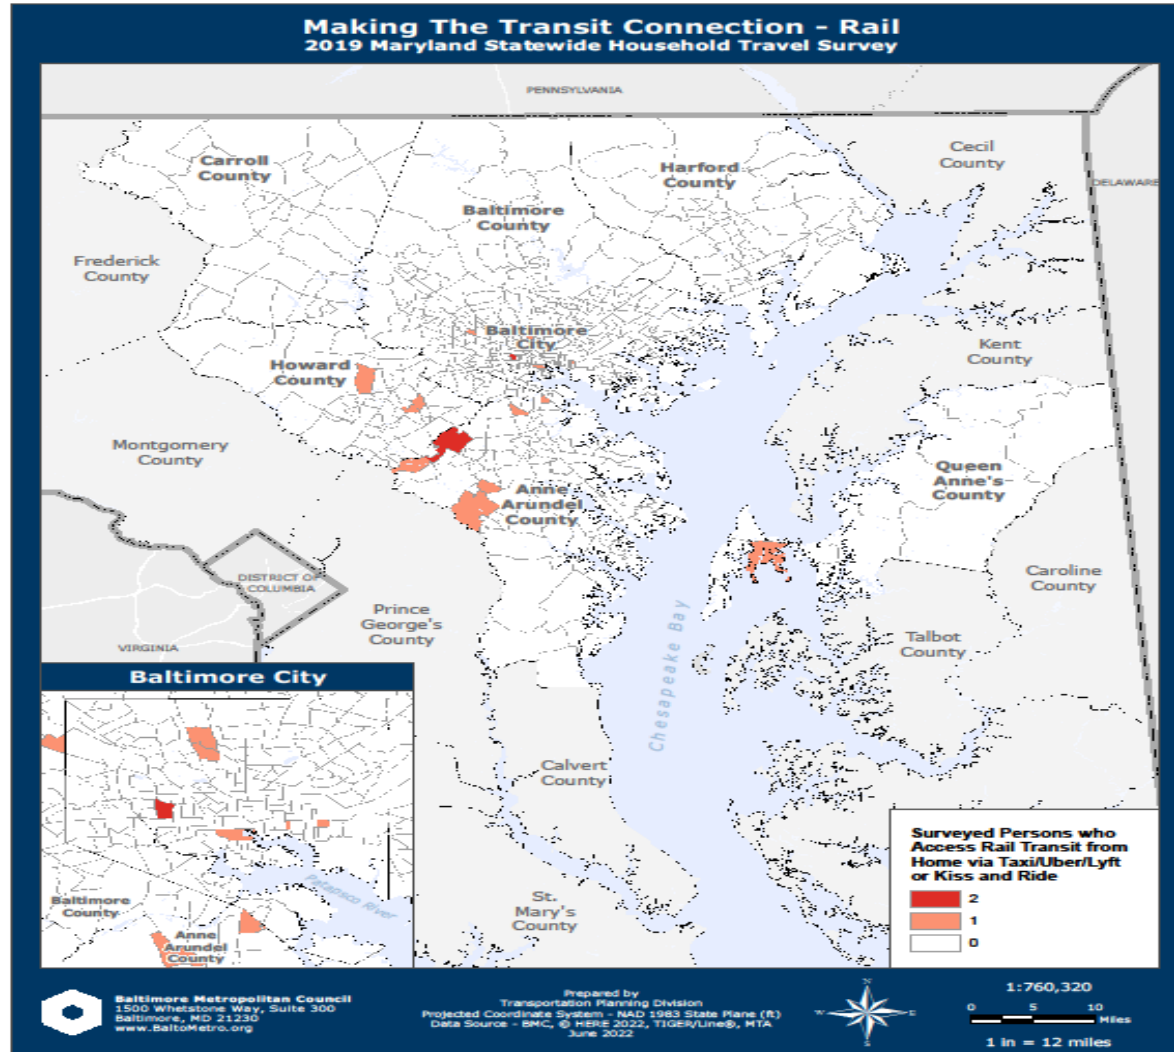 Making The Transit Connection - Rail
2019 Maryland Statewide Household Travel Survey
PENNSYLVANIA
Carroll
County
Harford
County
Cecil
County
DELAWARE
Baltimore
County
Frederick
County
Baltimore
City
Kent
County
Howard
County
Montgomery
County
Queen
Anne's
County
Anne
Arundel
County
DISTRICT OF
COLUMBIA
Caroline
County
Prince
George's
County
Talbot
County
VIRGINIA
Chesapeake Bay
Calvert
County
St.
Mary's
County
Baltimore City
Baltimore
County
Patapsco River
Anne
Arundel
County
Surveyed Persons who
Access Rail Transit from
Home via Taxi/Uber/Lyft
or Kiss and Ride
2
1
0
Baltimore Metropolitan Council
1500 Whetstone Way, Suite 300
Baltimore, MD 21230
www.BaltoMetro.org
Prepared by
Transportation Planning Division
Projected Coordinate System - NAD 1983 State Plane (ft)
Data Source - BMC, © HERE 2022, TIGER/Line®, MTA
June 2022
N
W
E
S
1:760,320
0 5 10
Miles
1 in = 12 miles